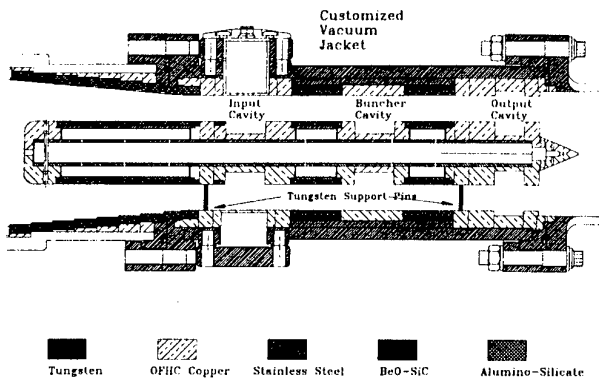 Customized
Vacuum
Jacket
Input
Cavity
Buncher
Cavity
Output
Cavity
Tungsten Support Pins
Tungsten
OFHC Copper
Stainless Steel
BeO-SiC
Alumino-Silicate